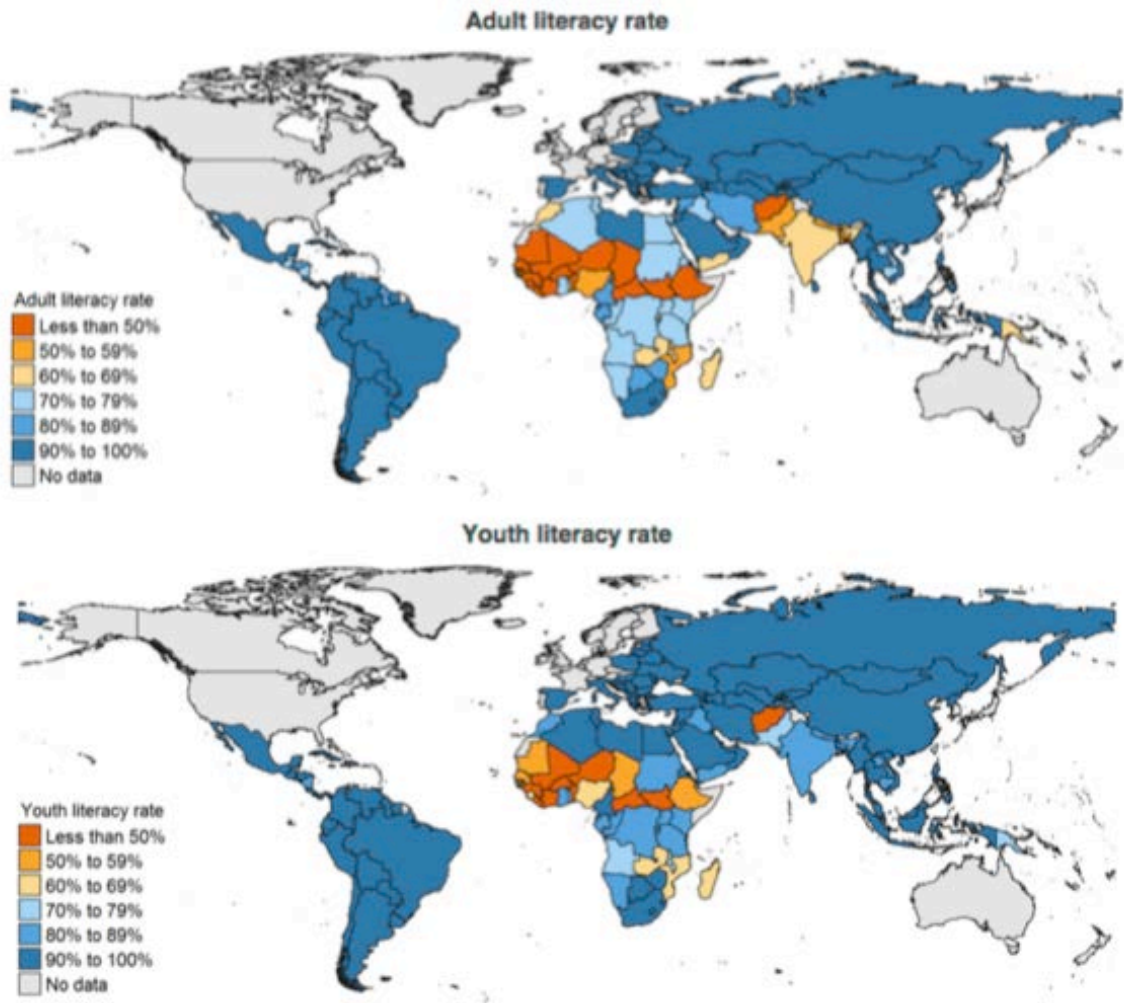 Adult literacy rate
Adult literacy rate
Less than 50%
50% to 59%
60% to 69%
70% to 79%
80% to 89%
90% to 100%
No data
Youth literacy rate
Youth literacy rate
Less than 50%
50% to 59%
60% to 69%
70% to 79%
80% to 89%
90% to 100%
No data